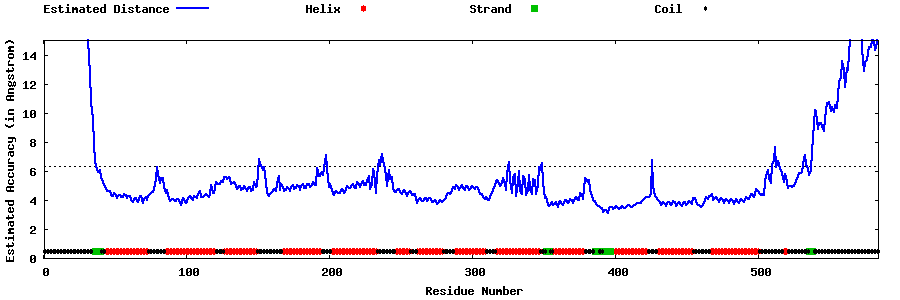 Estimated Distance Helix Strand Coil
Estimated Accuracy (in Angstrom)
14
12
10
8
6
4
2
0
0 100 200 300 400 500
Residue Number